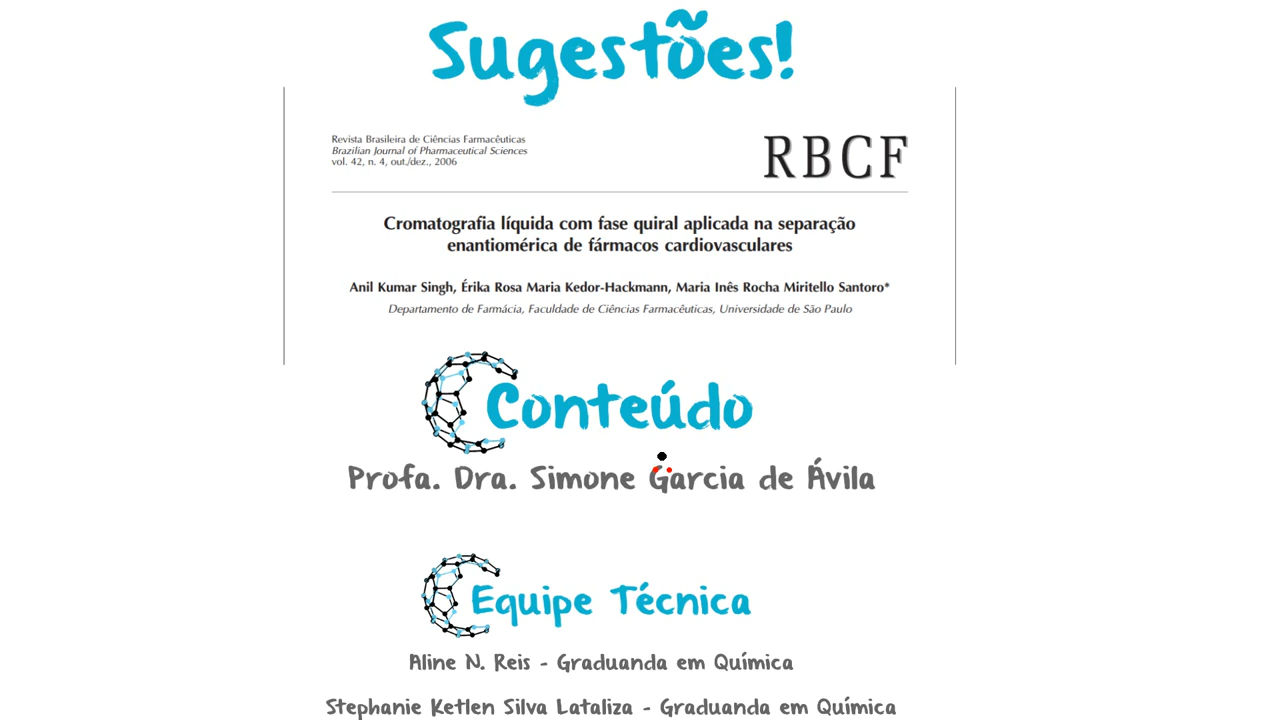 Sugestões!
Revista Brasileira de Ciências Farmacêuticas
Brazilian Journal of Pharmaceutical Sciences
vol. 42, n. 4, out./dez., 2006
RBCF
Cromatografia líquida com fase quiral aplicada na separação
enantiomérica de fármacos cardiovasculares
Anil Kumar Singh, Érika Rosa Maria Kedor-Hackmann, Maria Inês Rocha Miritello Santoro*
Departamento de Farmácia, Faculdade de Ciências Farmacêuticas, Universidade de São Paulo
Conteúdo
Profa. Dra. Simone Garcia de Ávila
Equipe Técnica
Aline N. Reis - Graduanda em Química
Stephanie Ketlen Silva Lataliza - Graduanda em Química